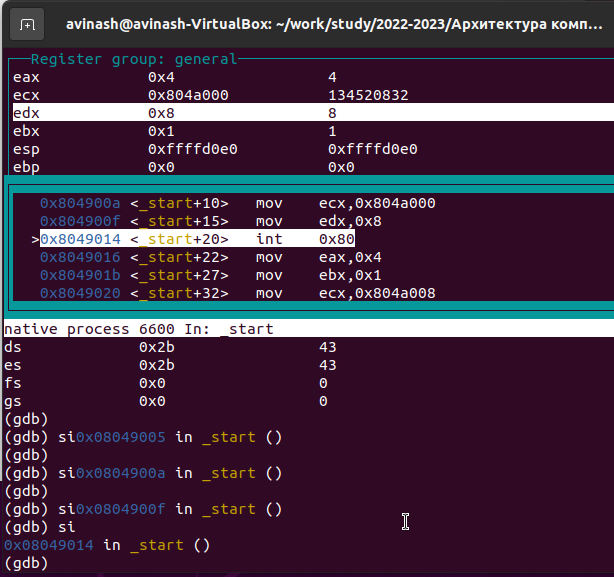 avinash@avinash-VirtualBox: ~/work/study/2022-2023/Архитектура комп...
Register group: general
eax 0x4 4
ecx 0x804a000 134520832
edx 0x8 8
ebx 0x1 1
esp 0xffffd0e0 0xffffd0e0
ebp 0x0 0x0
0x804900a <_start+10> mov ecx,0x804a000
0x804900f <_start+15> mov edx,0x8
>0x8049014 <_start+20> int 0x80
0x8049016 <_start+22> mov eax,0x4
0x804901b <_start+27> mov ebx,0x1
0x8049020 <_start+32> mov ecx,0x804a008
native process 6600 In: _start
ds 0x2b 43
es 0x2b 43
fs 0x0 0
gs 0x0 0
(gdb)
(gdb) si0x08049005 in _start ()
(gdb)
(gdb) si0x0804900a in _start ()
(gdb)
(gdb) si0x0804900f in _start ()
(gdb) si
0x08049014 in _start ()
(gdb)